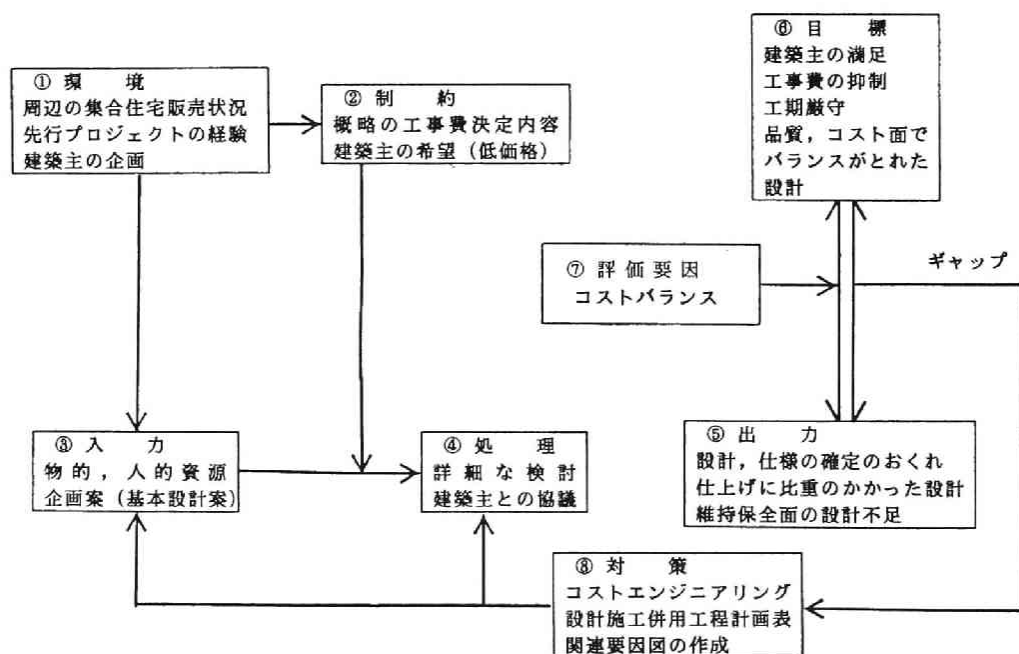 ① 環　境
周辺の集合住宅販売状況
先行プロジェクトの経験
建築主の企画
② 制　約
概略の工事費決定内容
建築主の希望（低価格）
⑥ 目　標
建築主の満足
工事費の抑制
工期厳守
品質，コスト面で
バランスがとれた
設計
⑦ 評価要因
コストバランス
ギャップ
③ 入　力
物的，人的資源
企画案（基本設計案）
④ 処　理
詳細な検討
建築主との協議
⑤ 出　力
設計，仕様の確定のおくれ
仕上げに比重のかかった設計
維持保全面の設計不足
⑧ 対　策
コストエンジニアリング
設計施工併用工程計画表
関連要因図の作成